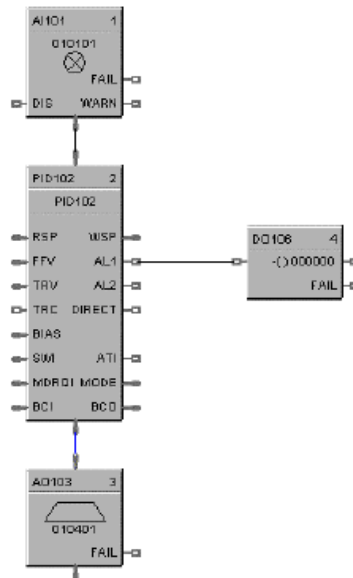 AI101 1
010101
FAIL
DIS WARN
PID102 2
PID102
RSP WSP
FFV AL1
TRV AL2
TRC DIRECT
BIAS
SWI ATI
MDRQI MODE
BCI BCO
DO106 4
-( ) 000000
FAIL
AO103 3
010401
FAIL